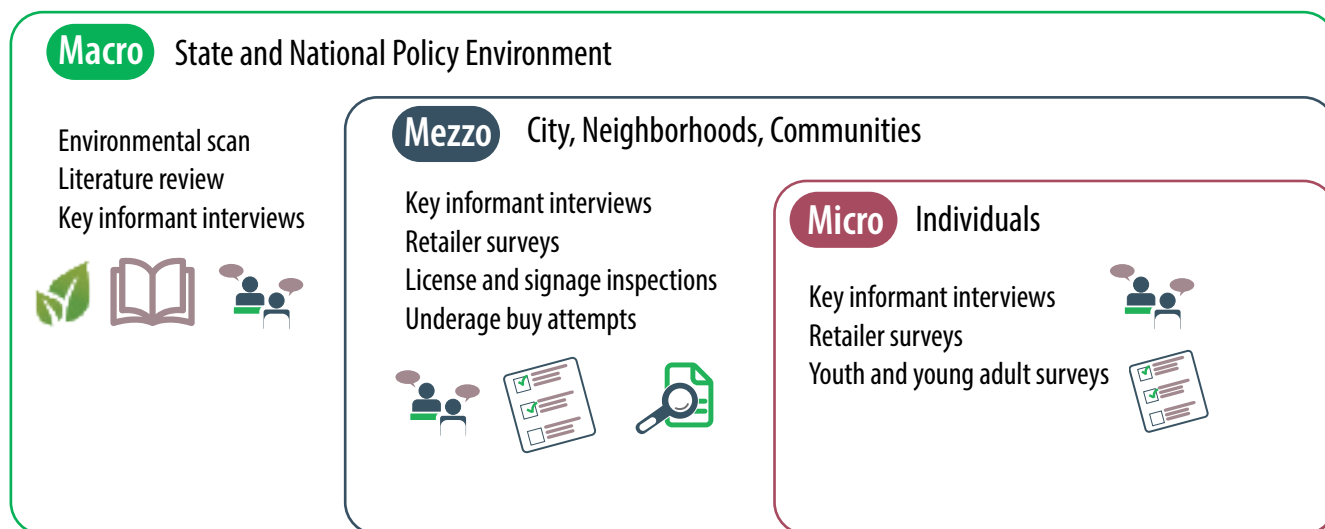 Macro State and National Policy Environment
Environmental scan
Literature review
Key informant interviews
Mezzo City, Neighborhoods, Communities
Key informant interviews
Retailer surveys
License and signage inspections
Underage buy attempts
Micro Individuals
Key informant interviews
Retailer surveys
Youth and young adult surveys